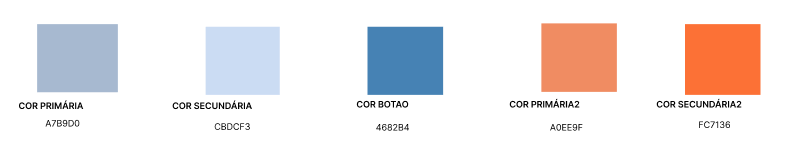 COR PRIMÁRIA
A7B9D0
COR SECUNDÁRIA
CBDCF3
COR BOTAO
4682B4
COR PRIMÁRIA2
A0EE9F
COR SECUNDÁRIA2
FC7136